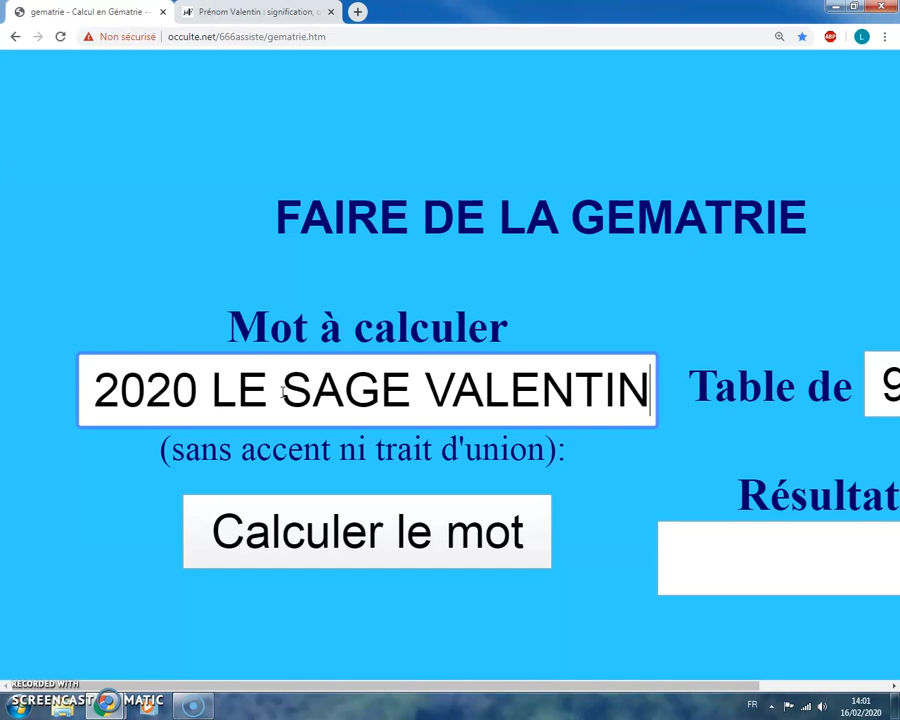 gematrie - Calcul en Gématrie -
Prénom Valentin : signification,
Non sécurisé
occulte.net/666assiste/gematrie.htm
ABP
L
FAIRE DE LA GEMATRIE
Mot à calculer
2020 LE SAGE VALENTIN
Table de 9
(sans accent ni trait d'union):
Résultat
Calculer le mot
RECORDED WITH
SCREENCAST MATIC
FR
14:01
16/02/2020